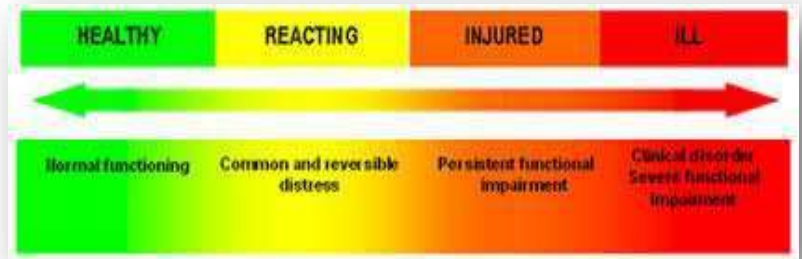 HEALTHY
REACTING
INJURED
ILL
Normal functioning
Common and reversible
distress
Persistent functional
impairment
Clinical disorder
Severe functional
impairment